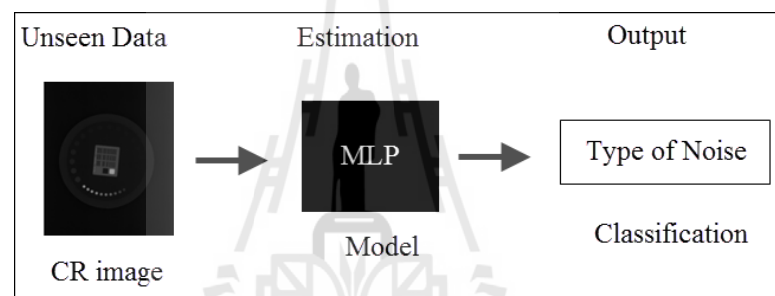 Unseen Data
Estimation
Output
MLP
Type of Noise
Model
Classification
CR image